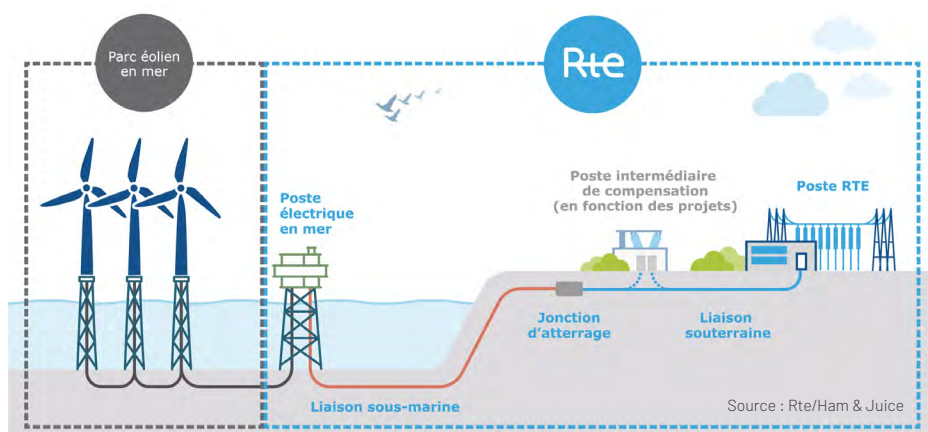 Parc éolien
en mer
Rte
Poste
électrique
en mer
Poste intermédiaire
de compensation
(en fonction des projets)
Poste RTE
Jonction
d'atterrage
Liaison
souterraine
Liaison sous-marine
Source : Rte/Ham & Juice